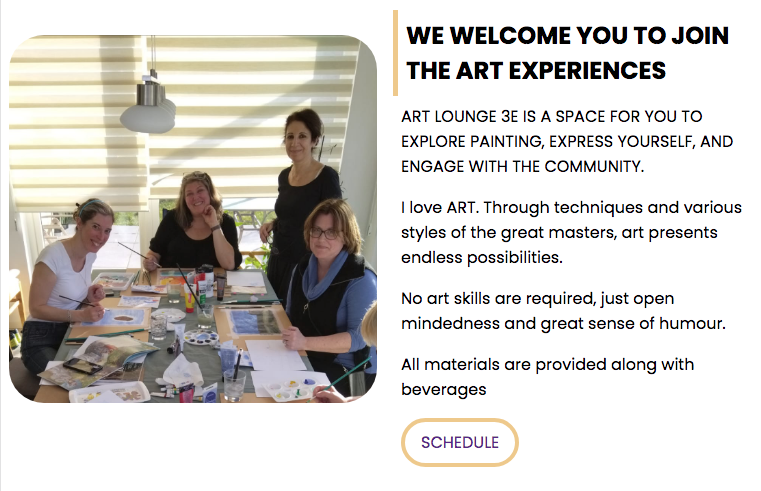 WE WELCOME YOU TO JOIN
THE ART EXPERIENCES
ART LOUNGE 3E IS A SPACE FOR YOU TO
EXPLORE PAINTING, EXPRESS YOURSELF, AND
ENGAGE WITH THE COMMUNITY.
I love ART. Through techniques and various
styles of the great masters, art presents
endless possibilities.
No art skills are required, just open
mindedness and great sense of humour.
All materials are provided along with
beverages
SCHEDULE